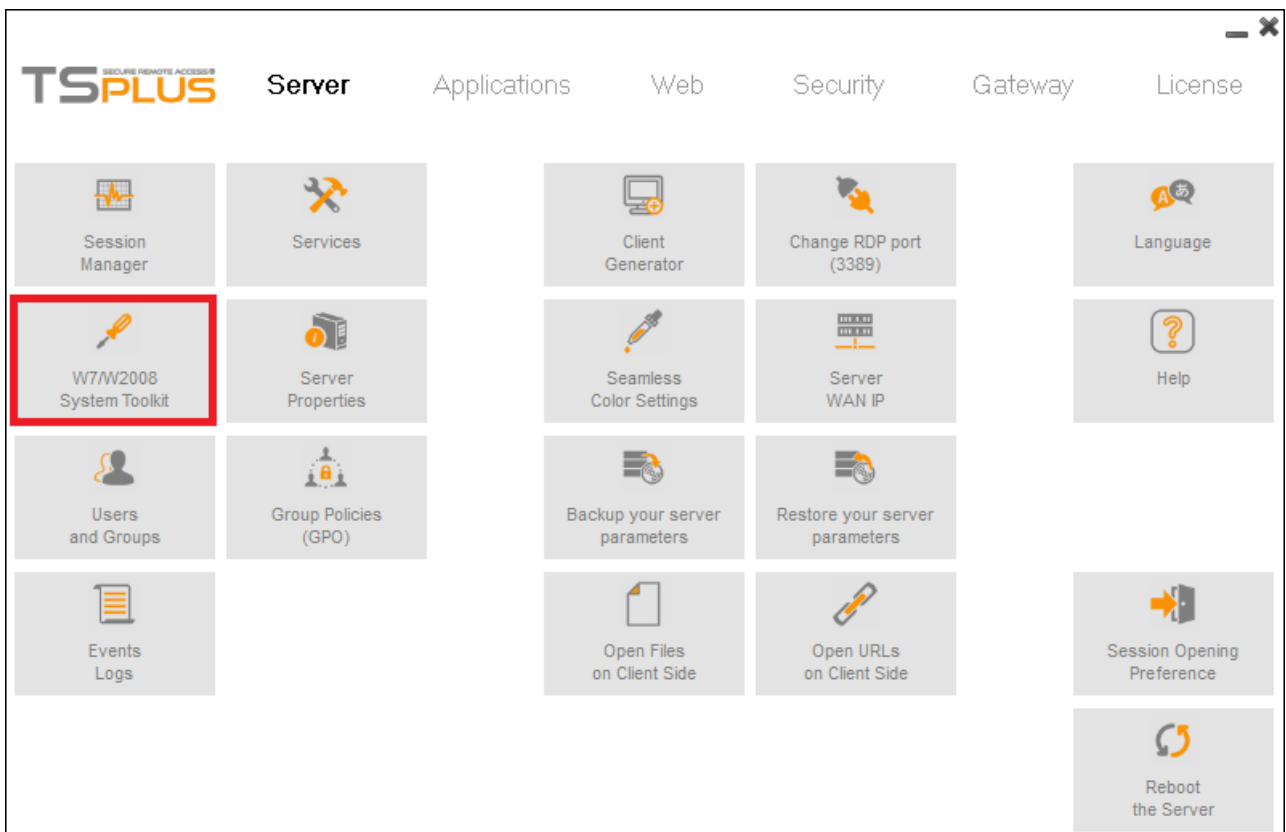 TSPLUS SECURE REMOTE ACCESS®
Server
Applications
Web
Security
Gateway
License
Session
Manager
Services
Client
Generator
Change RDP port
(3389)
A あ
Language
W7/W2008
System Toolkit
i
Server
Properties
Seamless
Color Settings
Server
WAN IP
?
Help
Users
and Groups
Group Policies
(GPO)
Backup your server
parameters
Restore your server
parameters
Events
Logs
Open Files
on Client Side
Open URLs
on Client Side
Session Opening
Preference
Reboot
the Server